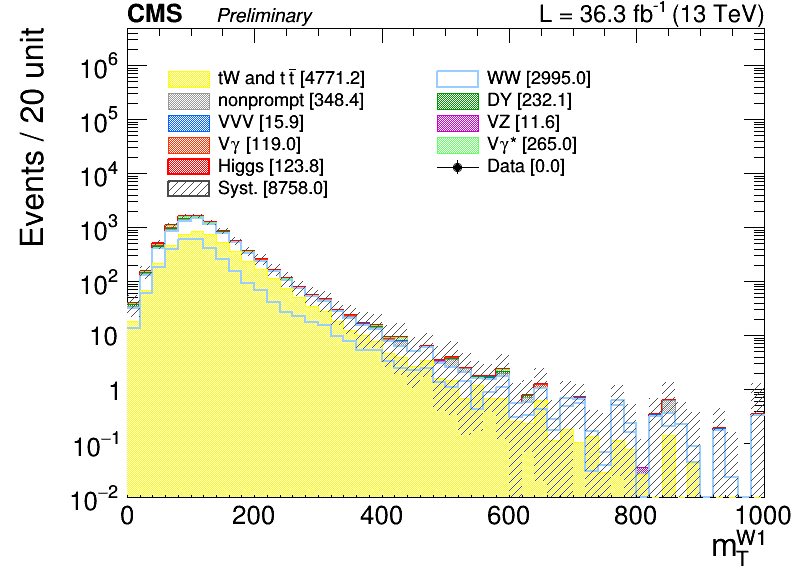 CMS Preliminary L = 36.3 fb⁻¹ (13 TeV)
Events / 20 unit
tW and tt̄ [4771.2]
nonprompt [348.4]
VVV [15.9]
Vγ [119.0]
Higgs [123.8]
Syst. [8758.0]
WW [2995.0]
DY [232.1]
VZ [11.6]
Vγ* [265.0]
Data [0.0]
10⁶
10⁵
10⁴
10³
10²
10
1
10⁻¹
10⁻²
0 200 400 600 800 1000
m_T^W1